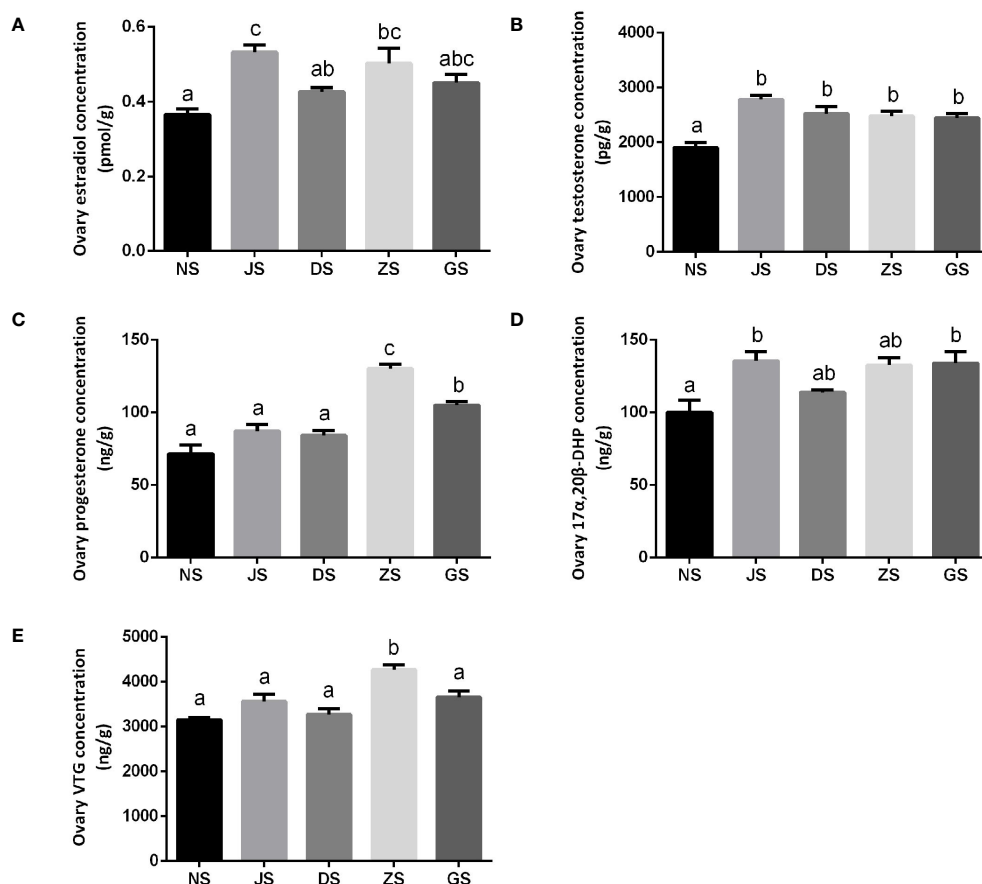 A
Ovary estradiol concentration
(pmol/g)
0.6
0.4
0.2
0.0
a
c
ab
bc
abc
NS JS DS ZS GS
B
Ovary testosterone concentration
(pg/g)
4000
3000
2000
1000
0
a
b
b
b
b
NS JS DS ZS GS
C
Ovary progesterone concentration
(ng/g)
150
100
50
0
a
a
a
c
b
NS JS DS ZS GS
D
Ovary 17α,20β-DHP concentration
(ng/g)
150
100
50
0
a
b
ab
ab
b
NS JS DS ZS GS
E
Ovary VTG concentration
(ng/g)
5000
4000
3000
2000
1000
0
a
a
a
b
a
NS JS DS ZS GS